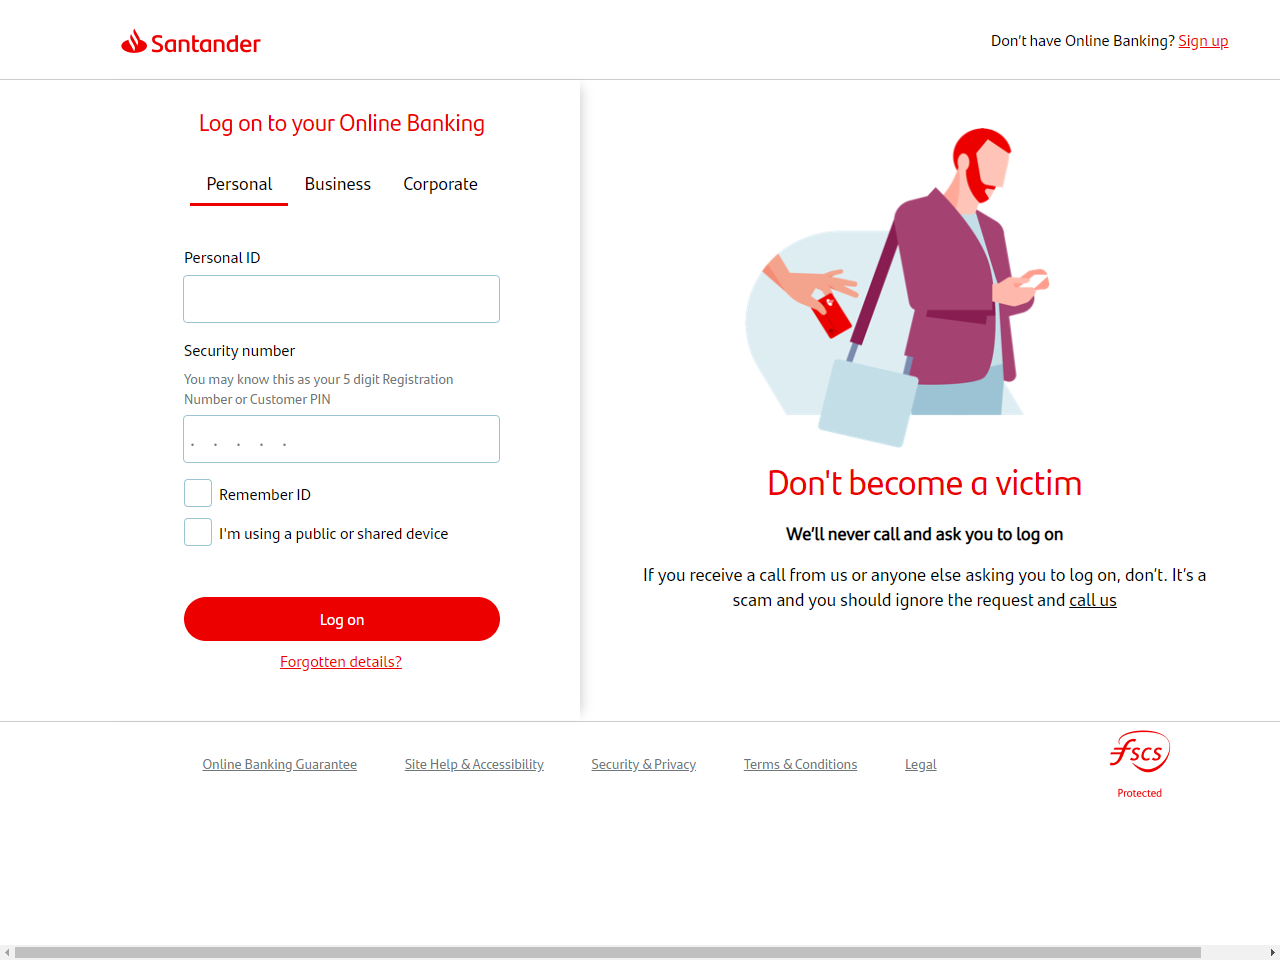 Santander
Don’t have Online Banking? Sign up
Log on to your Online Banking
Personal Business Corporate
Personal ID
Security number
You may know this as your 5 digit Registration
Number or Customer PIN
. . . . .
Remember ID
I'm using a public or shared device
Log on
Forgotten details?
Don't become a victim
We’ll never call and ask you to log on
If you receive a call from us or anyone else asking you to log on, don’t. It’s a
scam and you should ignore the request and call us
Online Banking Guarantee Site Help & Accessibility Security & Privacy Terms & Conditions Legal
fscs
Protected